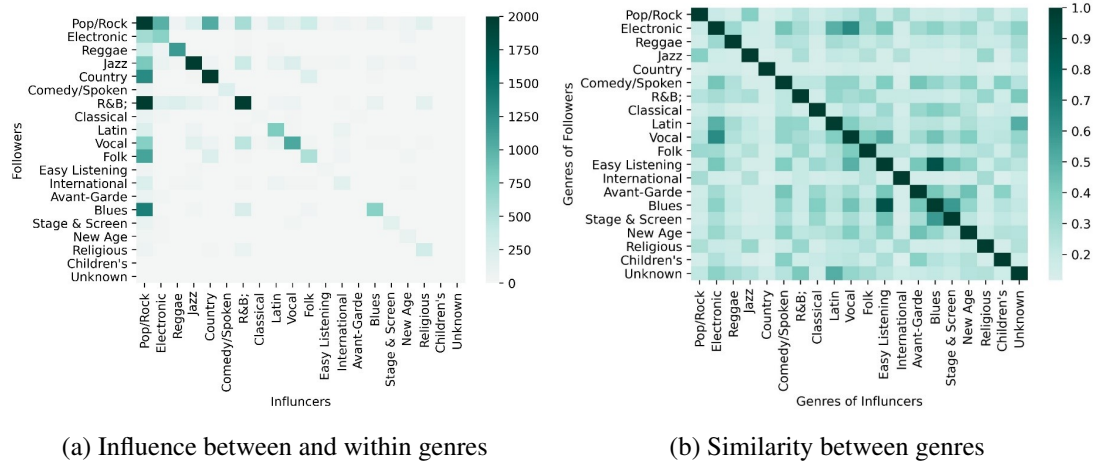 Pop/Rock
Electronic
Reggae
Jazz
Country
Comedy/Spoken
R&B;
Classical
Latin
Vocal
Folk
Easy Listening
International
Avant-Garde
Blues
Stage & Screen
New Age
Religious
Children's
Unknown
Followers
Pop/Rock
Electronic
Reggae
Jazz
Country
Comedy/Spoken
R&B;
Classical
Latin
Vocal
Folk
Easy Listening
International
Avant-Garde
Blues
Stage & Screen
New Age
Religious
Children's
Unknown
Influncers
2000
1750
1500
1250
1000
750
500
250
0
(a) Influence between and within genres
Pop/Rock
Electronic
Reggae
Jazz
Country
Comedy/Spoken
R&B;
Classical
Latin
Vocal
Folk
Easy Listening
International
Avant-Garde
Blues
Stage & Screen
New Age
Religious
Children's
Unknown
Genres of Followers
Pop/Rock
Electronic
Reggae
Jazz
Country
Comedy/Spoken
R&B;
Classical
Latin
Vocal
Folk
Easy Listening
International
Avant-Garde
Blues
Stage & Screen
New Age
Religious
Children's
Unknown
Genres of Influncers
1.0
0.9
0.8
0.7
0.6
0.5
0.4
0.3
0.2
(b) Similarity between genres